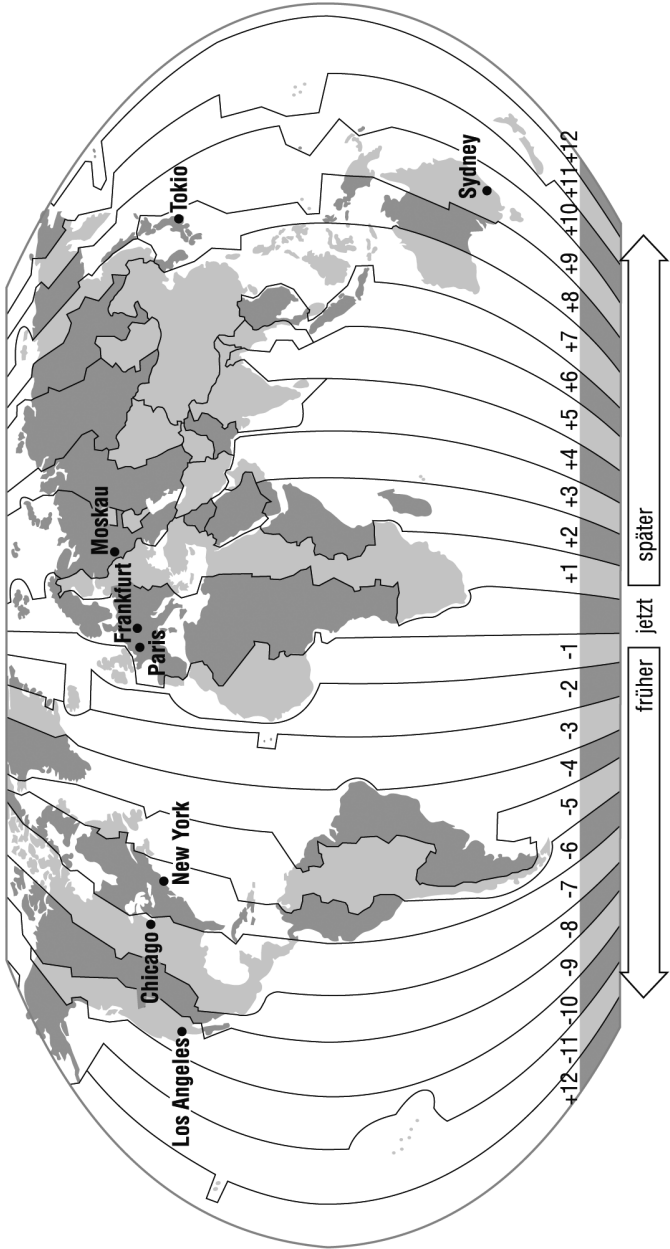 Moskau
Frankfurt
Chicago
Paris
Los Angeles
New York
Tokio
Sydney
+12 -11 -10 -9 -8 -7 -6 -5 -4 -3 -2 -1 +1 +2 +3 +4 +5 +6 +7 +8 +9 +10 +11 +12
früher jetzt später